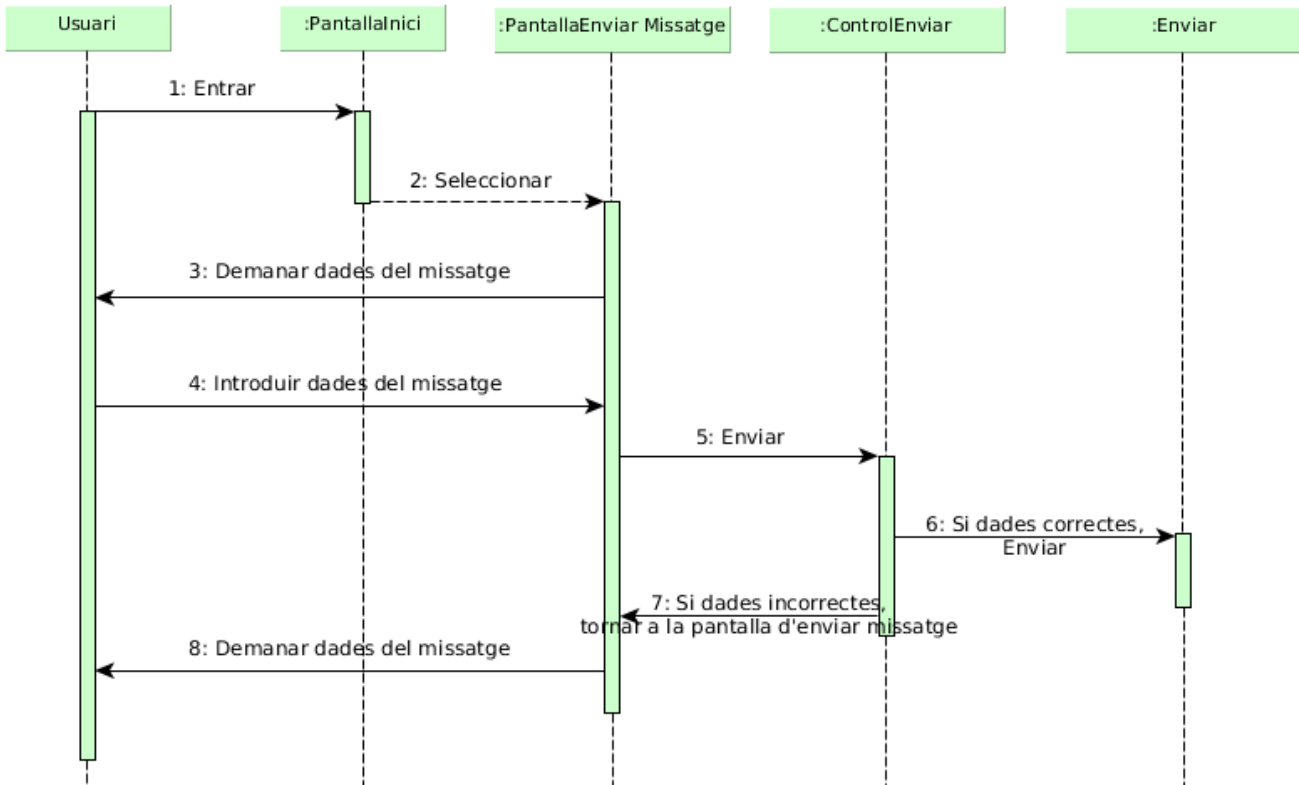 Usuari
:PantallaInici
:PantallaEnviar Missatge
:ControlEnviar
:Enviar
1: Entrar
2: Seleccionar
3: Demanar dades del missatge
4: Introduir dades del missatge
5: Enviar
6: Si dades correctes,
Enviar
7: Si dades incorrectes,
tornar a la pantalla d'enviar missatge
8: Demanar dades del missatge